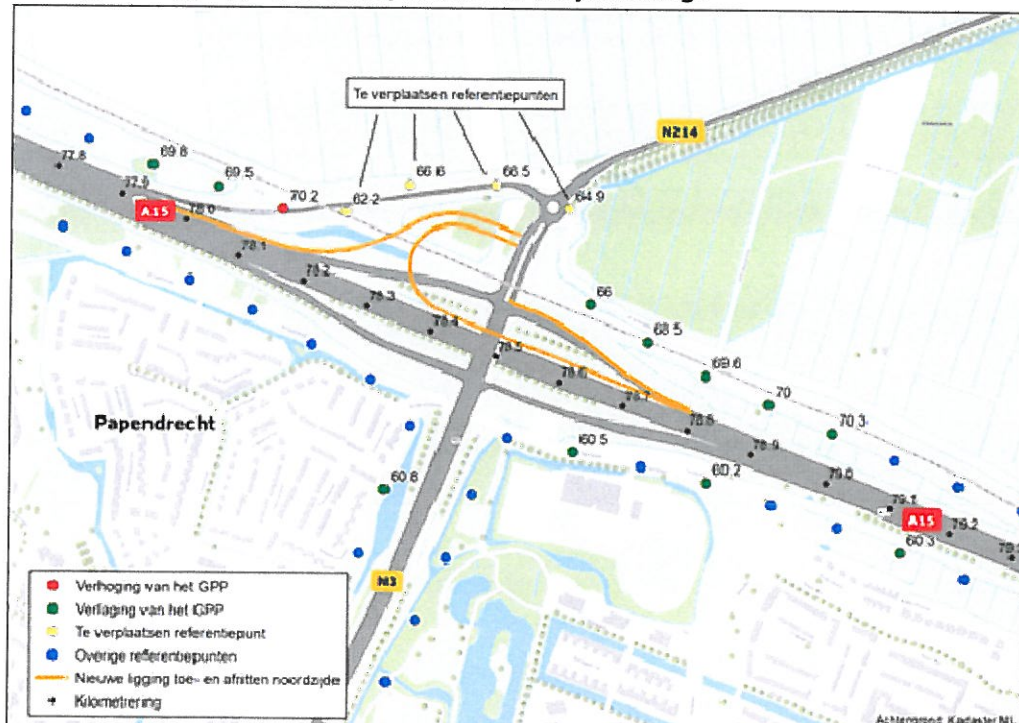 Te verplaatsen referentiepunten
N214
77.8
69.8
69.5
66.6
66.5
77.9
70.2
62.2
64.9
A15
78.0
78.1
78.2
66
78.3
78.4
68.5
78.5
69.6
78.6
70
78.7
Papendrecht
78.8
70.3
60.5
78.9
60.8
60.2
79.0
79.1
A15
79.2
60.3
N3
Verhoging van het GPP
Verlaging van het GPP
Te verplaatsen referentiepunt
Overige referentiepunten
Nieuwe ligging toe- en afritten noordzijde
Kilometrering
Achtergrond: Kadaster NL